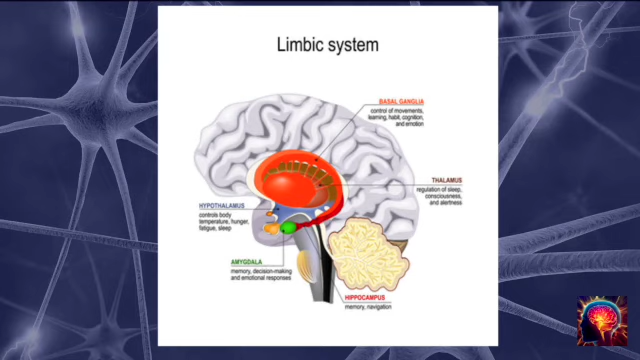 Limbic system
BASAL GANGLIA
control of movements,
learning, habit, cognition,
and emotion
THALAMUS
regulation of sleep,
consciousness,
and alertness
HYPOTHALAMUS
controls body
temperature, hunger,
fatigue, sleep
AMYGDALA
memory, decision-making
and emotional responses
HIPPOCAMPUS
memory, navigation